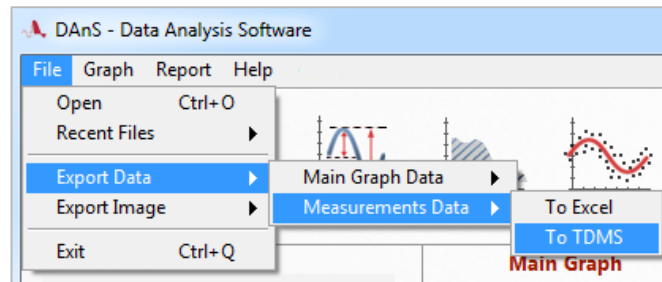 DAnS - Data Analysis Software
File Graph Report Help
Open Ctrl+O
Recent Files
Export Data
Main Graph Data
Export Image
Measurements Data
To Excel
To TDMS
Exit Ctrl+Q
Main Graph